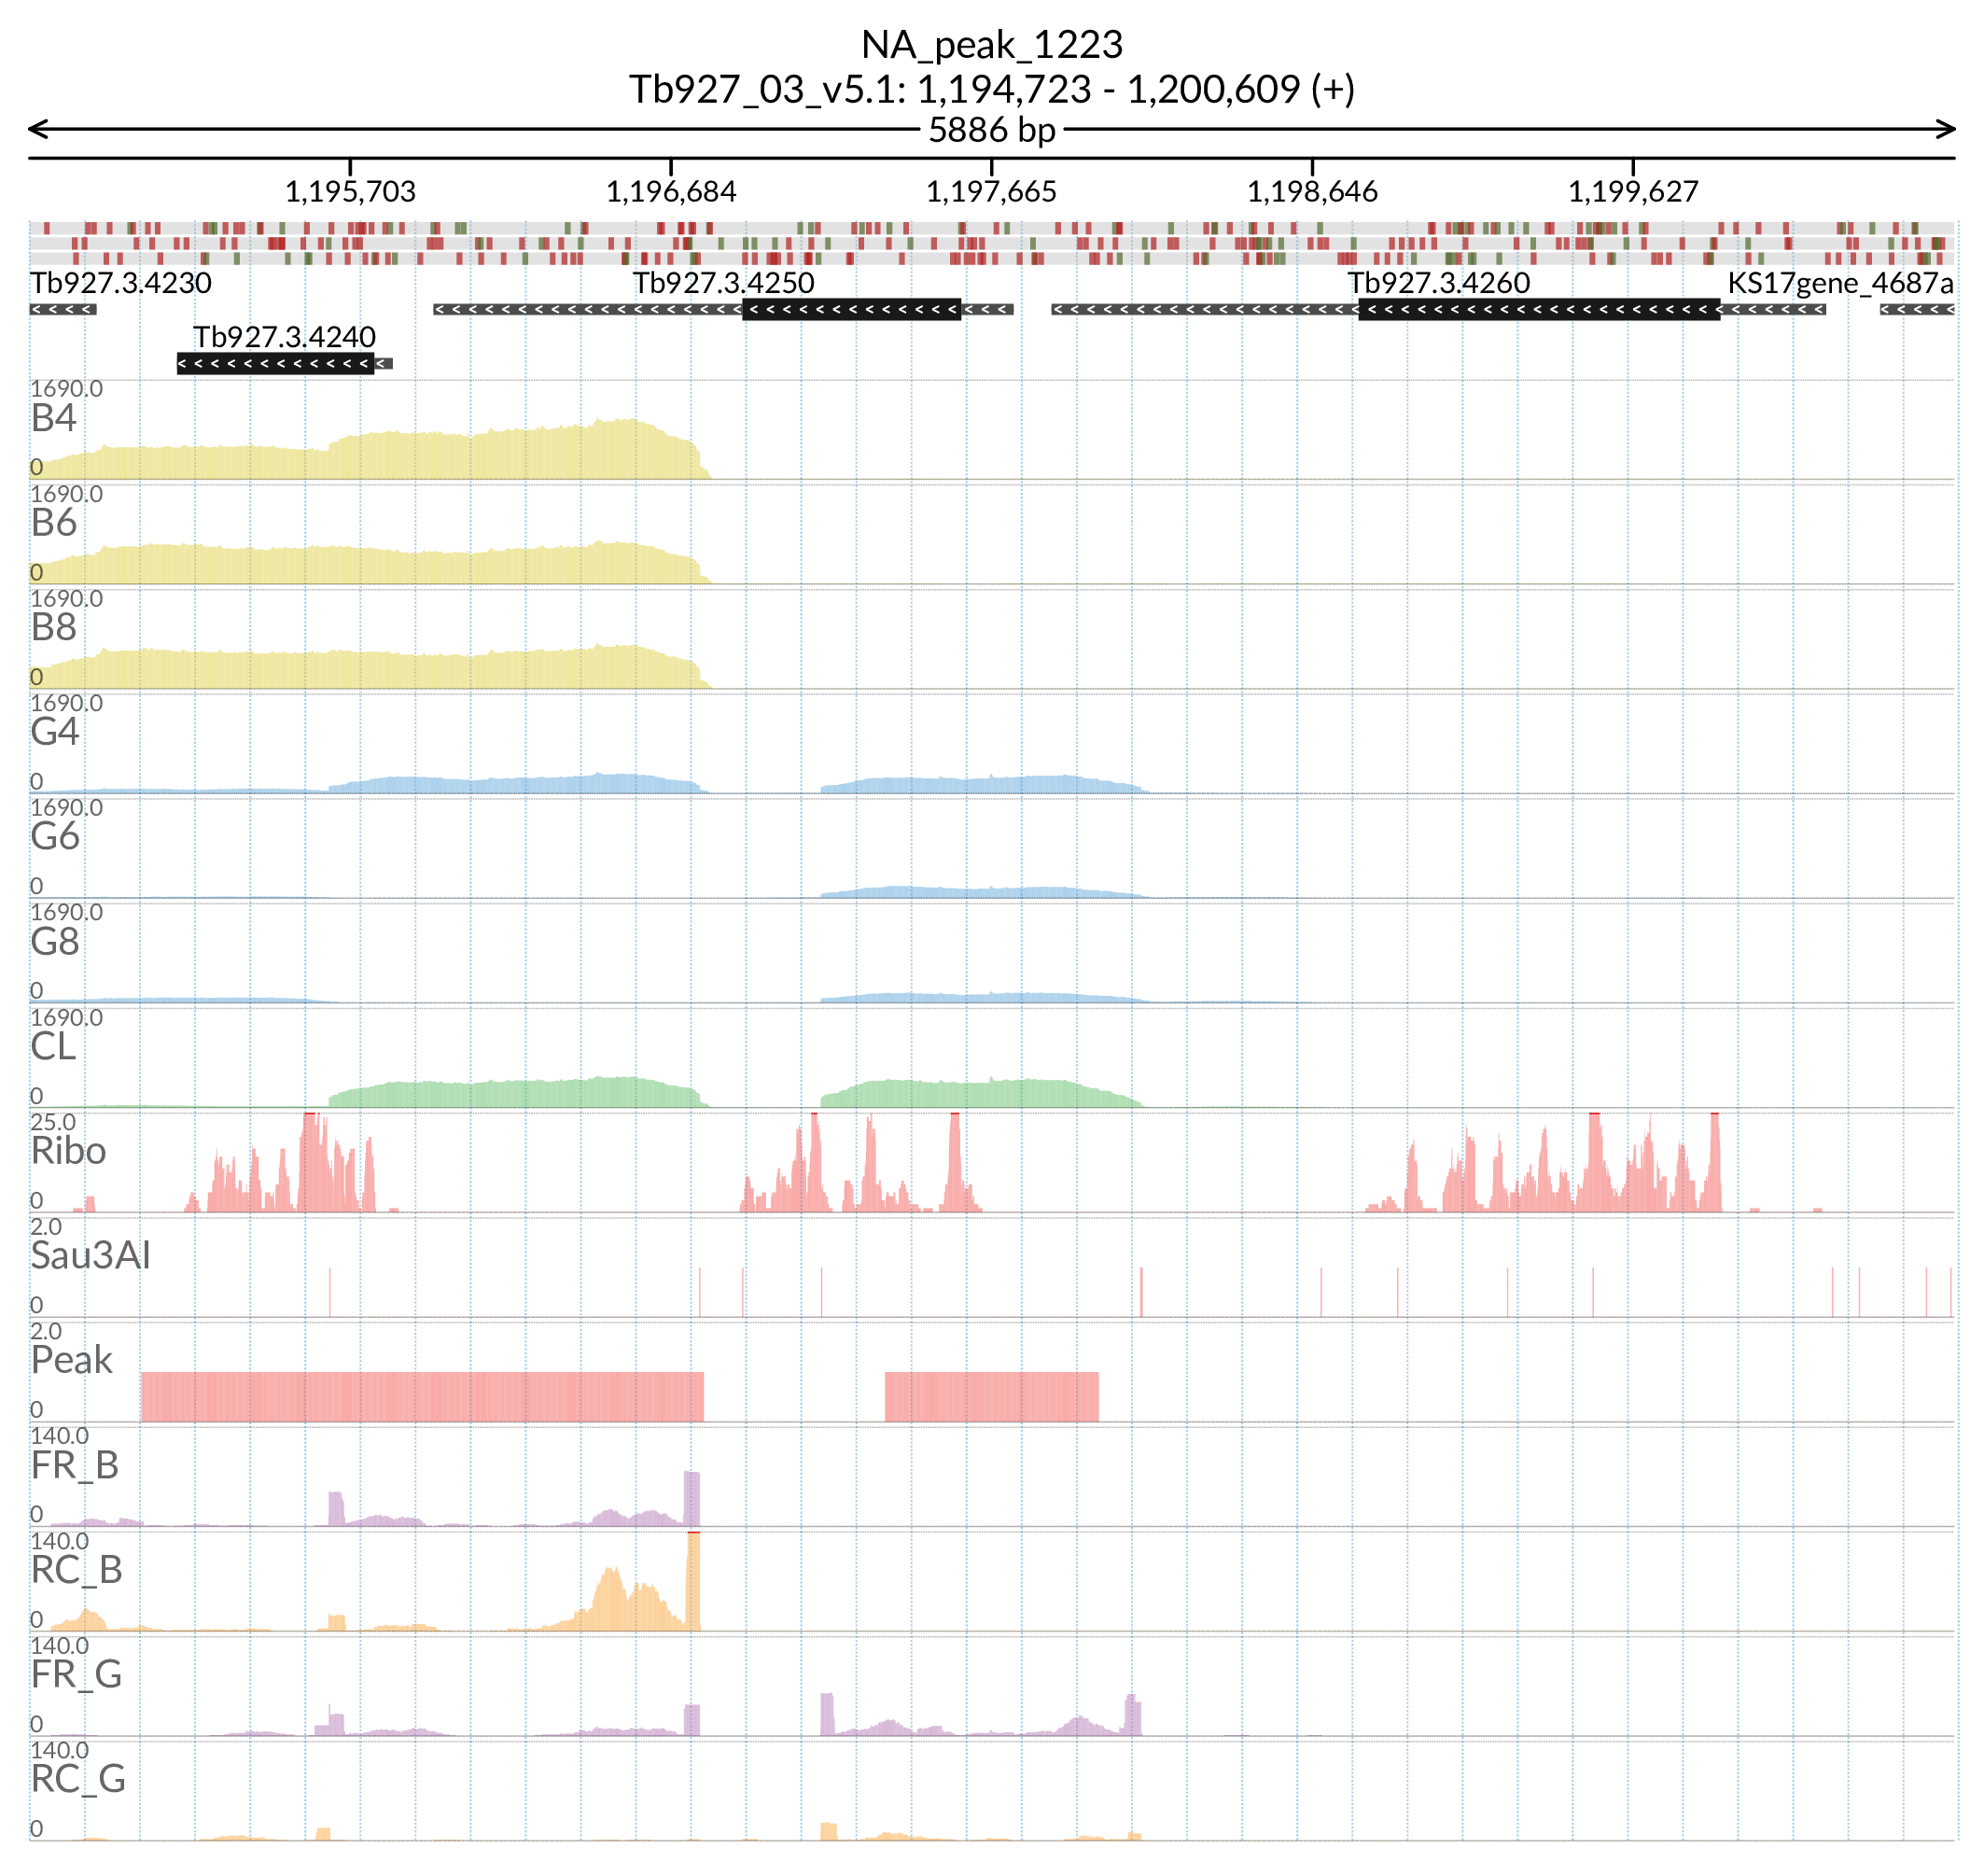 NA_peak_1223
Tb927_03_v5.1: 1,194,723 - 1,200,609 (+)
5886 bp
1,195,703 1,196,684 1,197,665 1,198,646 1,199,627
Tb927.3.4230 Tb927.3.4250 Tb927.3.4260 KS17gene_4687a
Tb927.3.4240
1690.0
B4
0
1690.0
B6
0
1690.0
B8
0
1690.0
G4
0
1690.0
G6
0
1690.0
G8
0
1690.0
CL
0
25.0
Ribo
0
2.0
Sau3AI
0
2.0
Peak
0
140.0
FR_B
0
140.0
RC_B
0
140.0
FR_G
0
140.0
RC_G
0